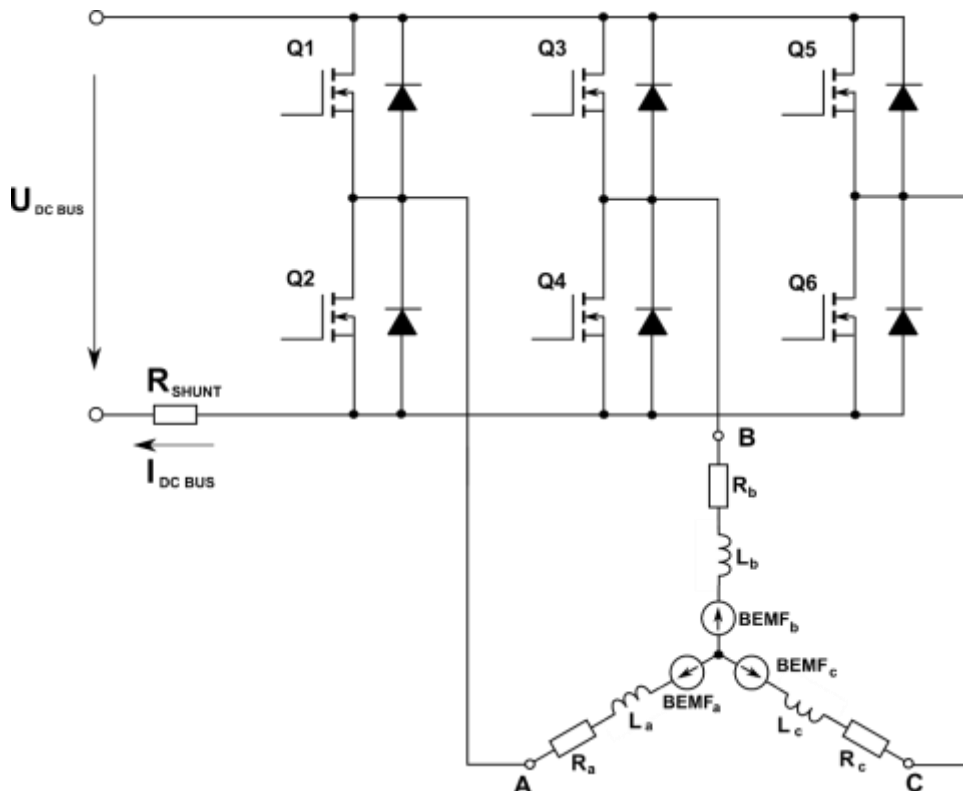 Q1
Q3
Q5
U DC BUS
Q2
Q4
Q6
R SHUNT
I DC BUS
B
R b
L b
BEMF b
BEMF c
BEMF a
L a
L c
R a
R c
A
C